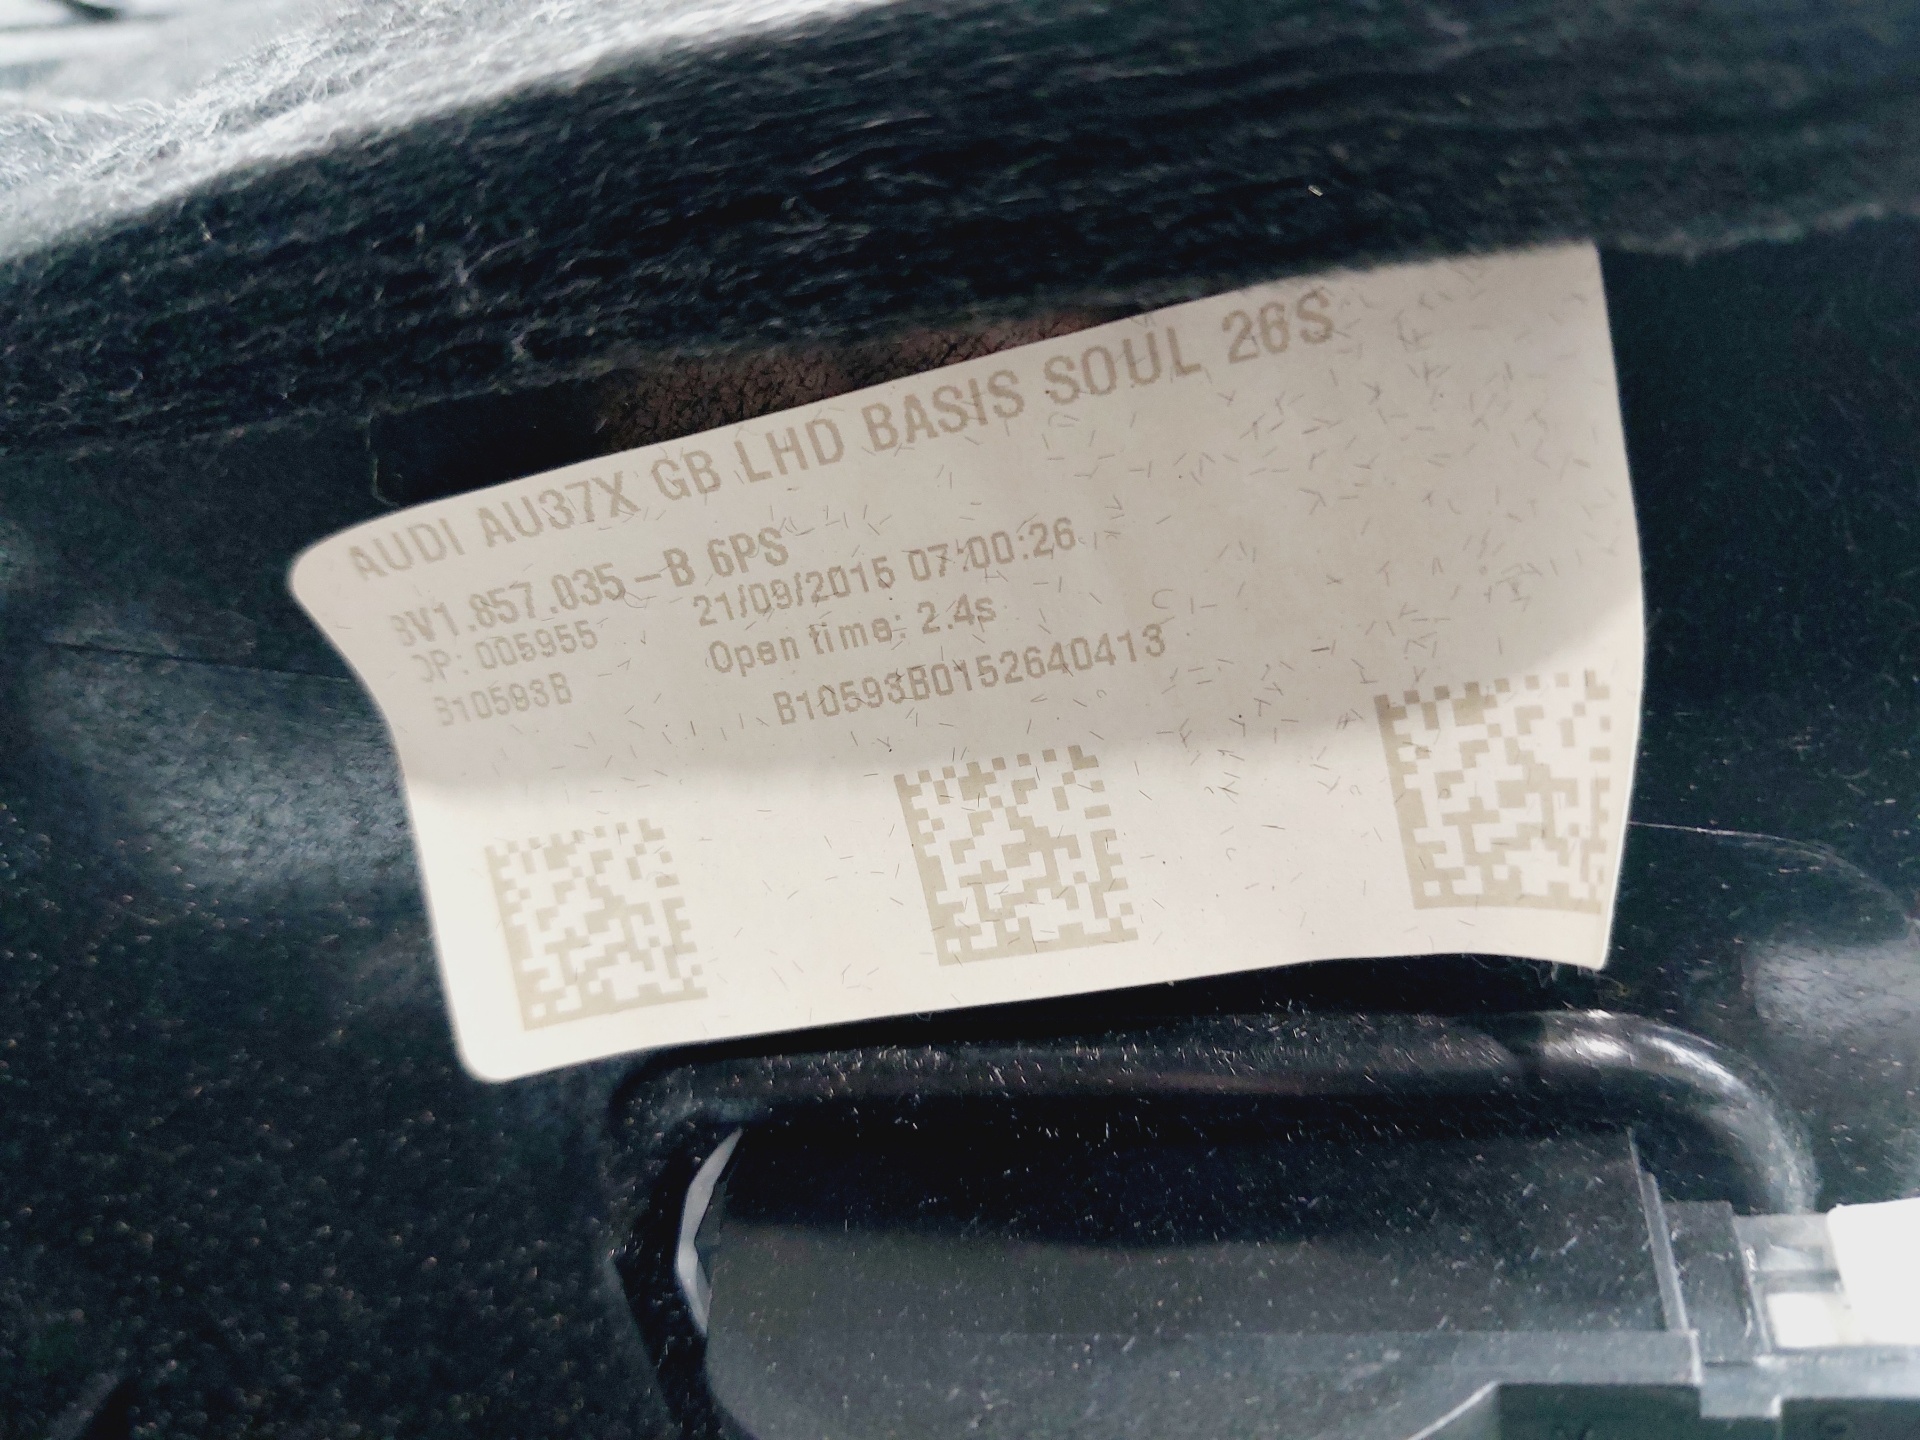 AUDI AU37X GB LHD BASIS SOUL 26S
8V1.857.035-B 6PS
OP: 005955 21/09/2015 07:00:26
Open time: 2.4s
B10593B B10593B0152640413